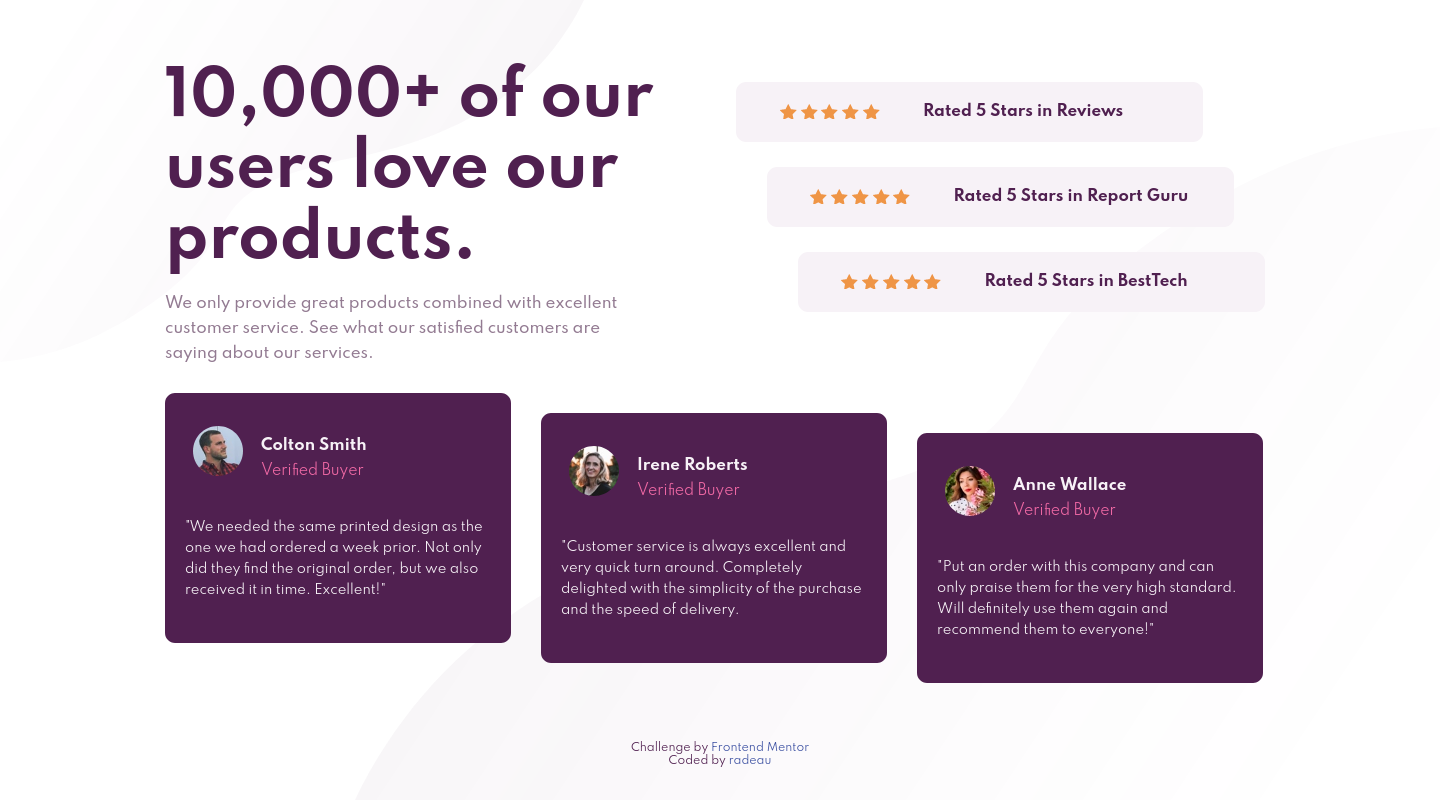 10,000+ of our
users love our
products.
We only provide great products combined with excellent
customer service. See what our satisfied customers are
saying about our services.
Rated 5 Stars in Reviews
Rated 5 Stars in Report Guru
Rated 5 Stars in BestTech
Colton Smith
Verified Buyer
"We needed the same printed design as the
one we had ordered a week prior. Not only
did they find the original order, but we also
received it in time. Excellent!"
Irene Roberts
Verified Buyer
"Customer service is always excellent and
very quick turn around. Completely
delighted with the simplicity of the purchase
and the speed of delivery.
Anne Wallace
Verified Buyer
"Put an order with this company and can
only praise them for the very high standard.
Will definitely use them again and
recommend them to everyone!"
Challenge by Frontend Mentor
Coded by radeau